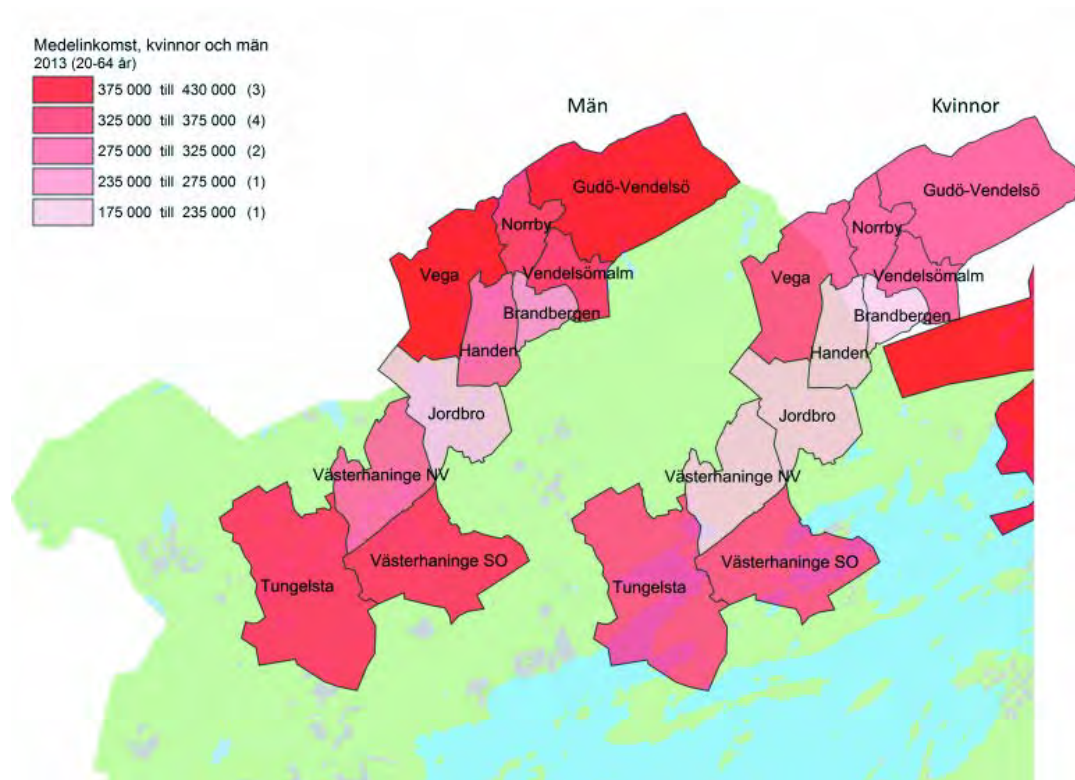 Medelinkomst, kvinnor och män
2013 (20-64 år)
375 000 till 430 000 (3)
325 000 till 375 000 (4)
275 000 till 325 000 (2)
235 000 till 275 000 (1)
175 000 till 235 000 (1)
Män
Gudö-Vendelsö
Norrby
Vega
Vendelsömalm
Brandbergen
Handen
Jordbro
Västerhaninge NV
Västerhaninge SO
Tungelsta
Kvinnor
Gudö-Vendelsö
Norrby
Vega
Vendelsömalm
Brandbergen
Handen
Jordbro
Västerhaninge NV
Västerhaninge SO
Tungelsta